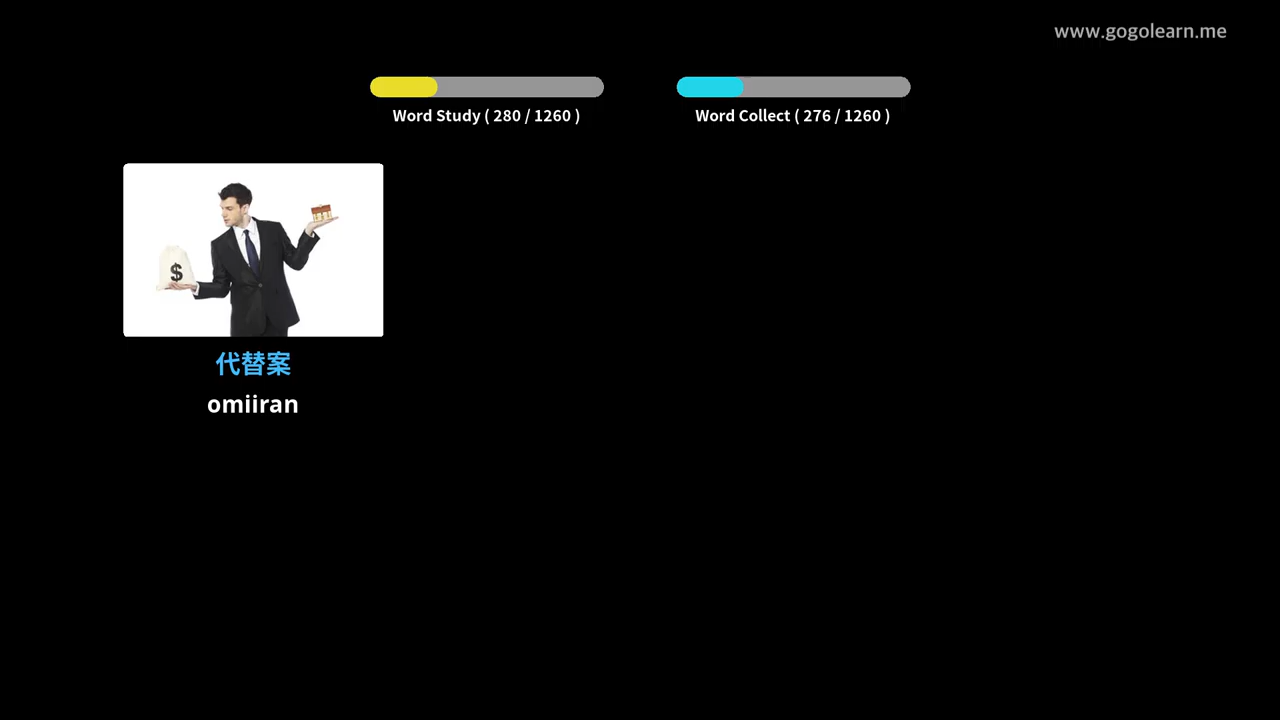 www.gogolearn.me
Word Study ( 280 / 1260 )
Word Collect ( 276 / 1260 )
$
代替案
omiiran